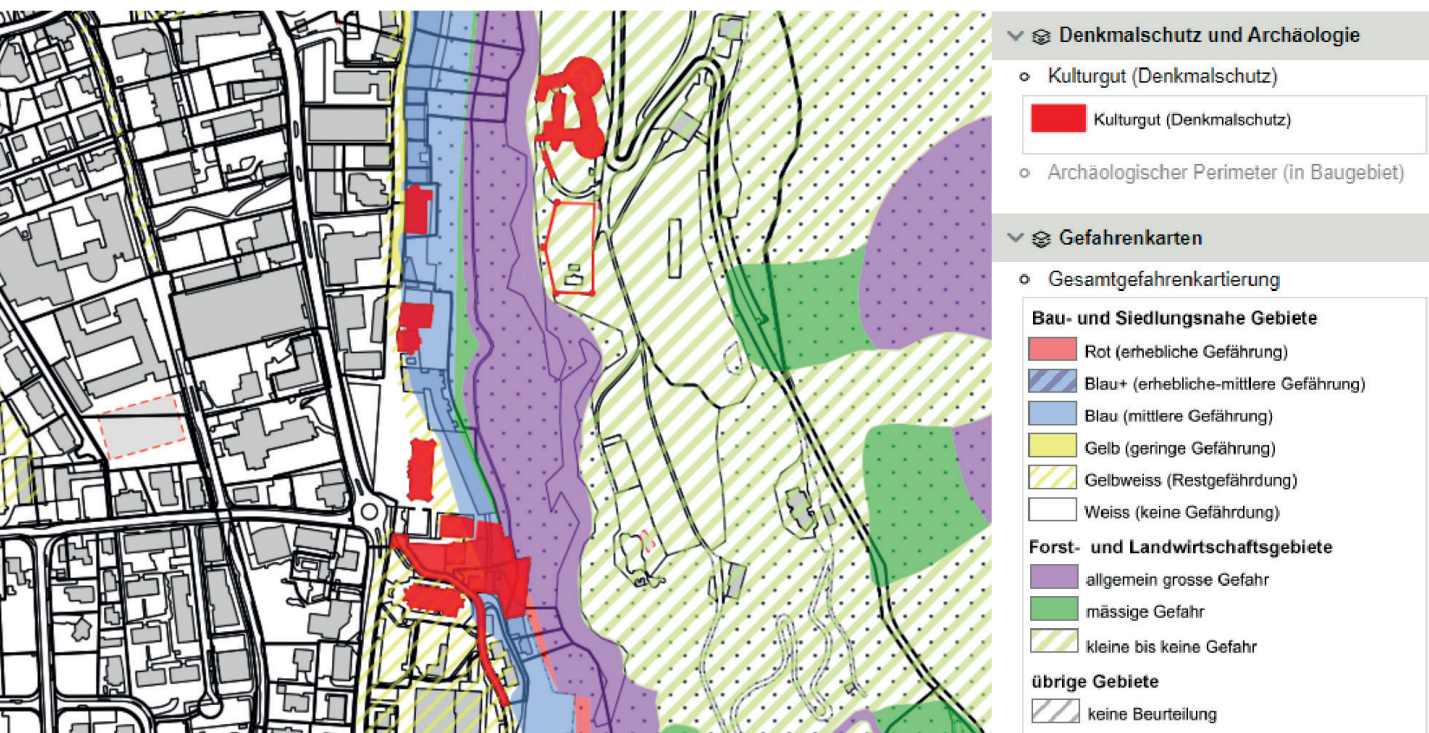 Denkmalschutz und Archäologie
Kulturgut (Denkmalschutz)
Kulturgut (Denkmalschutz)
Archäologischer Perimeter (in Baugebiet)
Gefahrenkarten
Gesamtgefahrenkartierung
Bau- und Siedlungsnahe Gebiete
Rot (erhebliche Gefährung)
Blau+ (erhebliche-mittlere Gefährung)
Blau (mittlere Gefährung)
Gelb (geringe Gefährung)
Gelbweiss (Restgefährdung)
Weiss (keine Gefährdung)
Forst- und Landwirtschaftsgebiete
allgemein grosse Gefahr
mässige Gefahr
kleine bis keine Gefahr
übrige Gebiete
keine Beurteilung